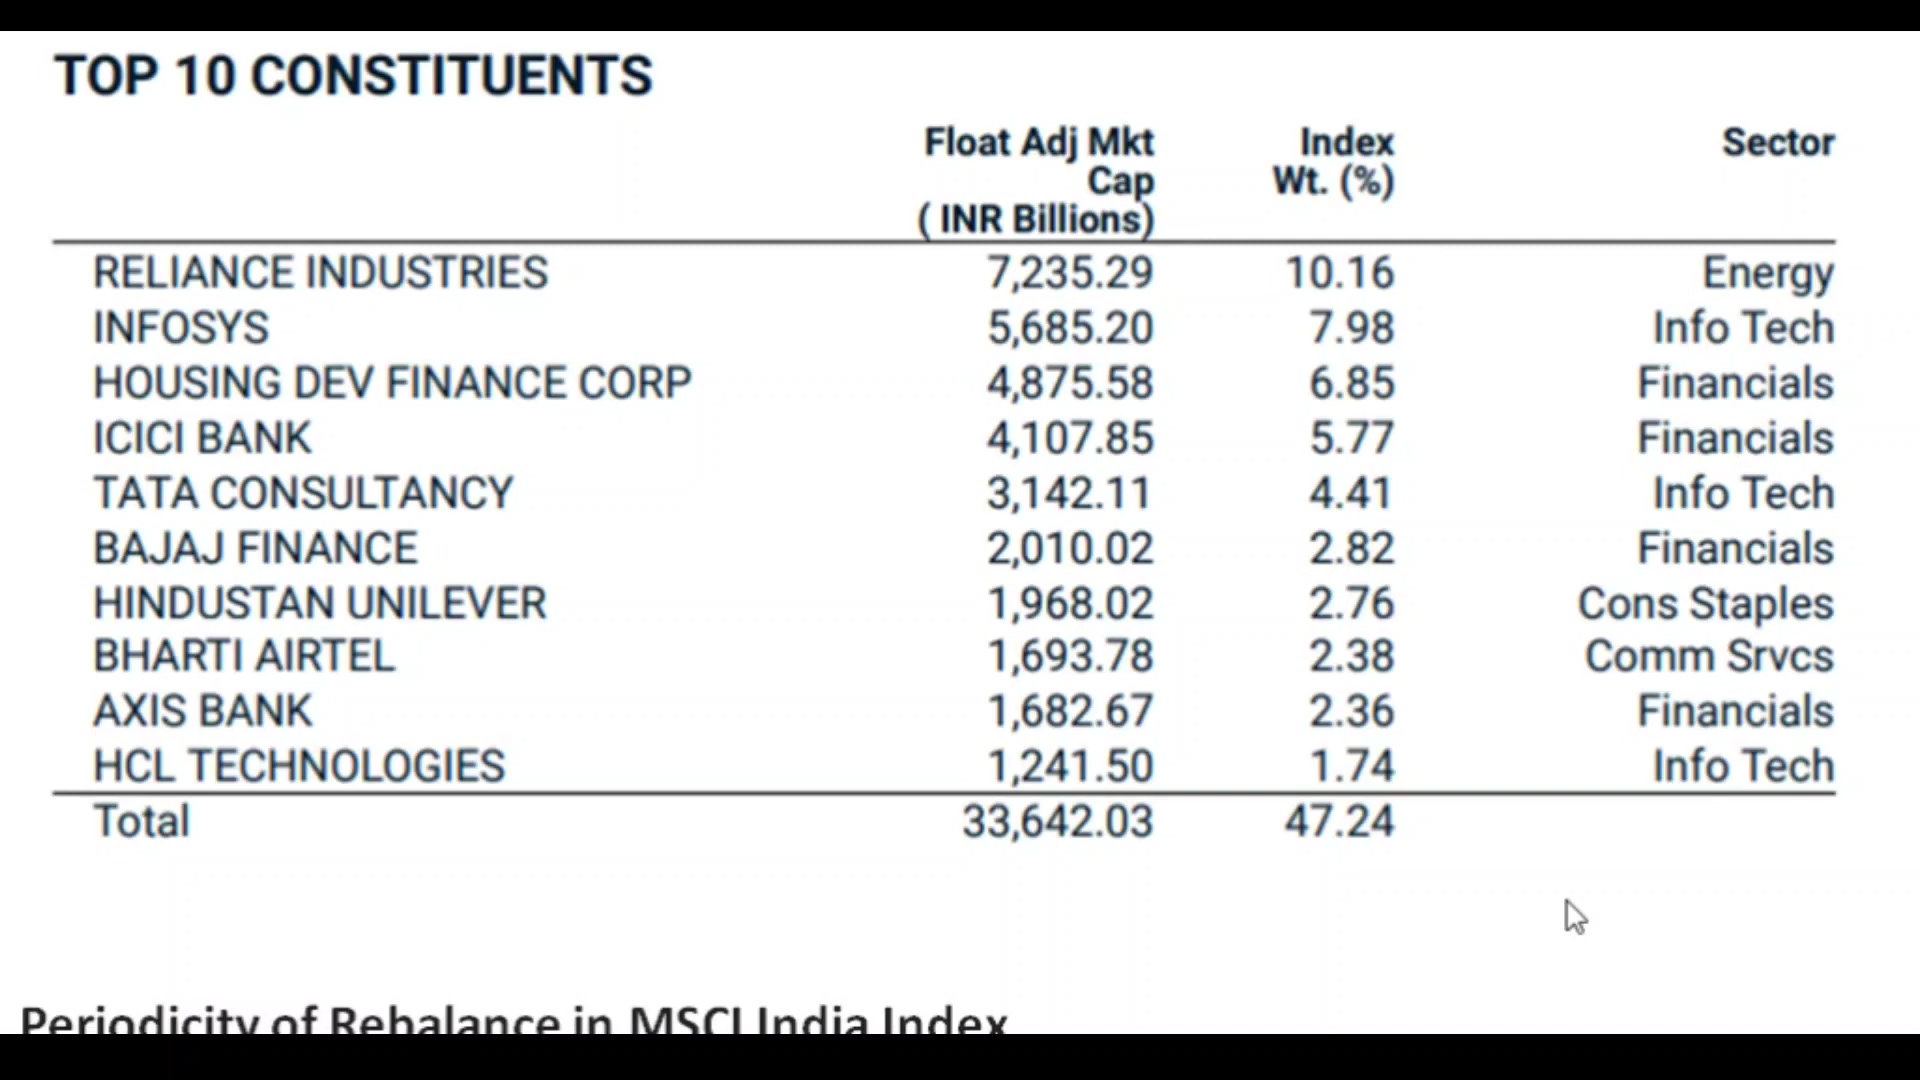 TOP 10 CONSTITUENTS
Float Adj Mkt Cap ( INR Billions) Index Wt. (%) Sector
RELIANCE INDUSTRIES 7,235.29 10.16 Energy
INFOSYS 5,685.20 7.98 Info Tech
HOUSING DEV FINANCE CORP 4,875.58 6.85 Financials
ICICI BANK 4,107.85 5.77 Financials
TATA CONSULTANCY 3,142.11 4.41 Info Tech
BAJAJ FINANCE 2,010.02 2.82 Financials
HINDUSTAN UNILEVER 1,968.02 2.76 Cons Staples
BHARTI AIRTEL 1,693.78 2.38 Comm Srvcs
AXIS BANK 1,682.67 2.36 Financials
HCL TECHNOLOGIES 1,241.50 1.74 Info Tech
Total 33,642.03 47.24
Periodicity of Rebalance in MSCI India Index